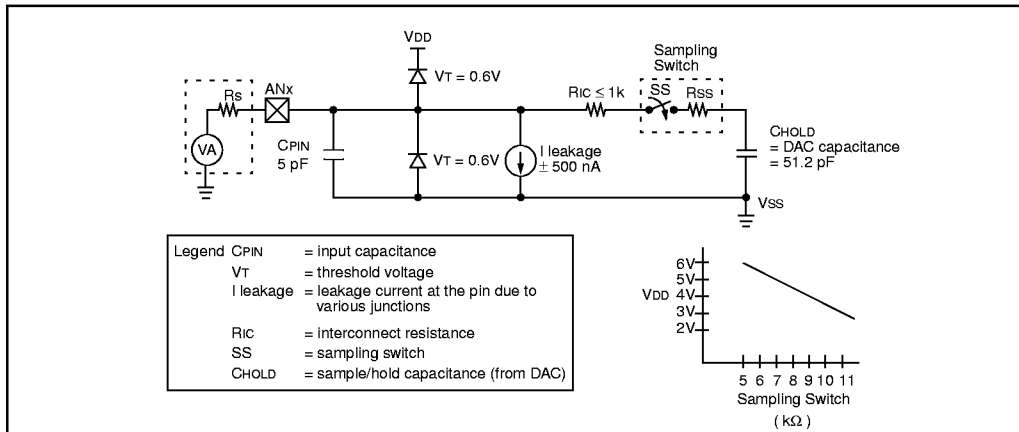 VDD
Sampling
Switch
VT = 0.6V
RS
ANx
RIC ≤ 1k
SS
RSS
VA
CPIN
5 pF
VT = 0.6V
I leakage
± 500 nA
CHOLD
= DAC capacitance
= 51.2 pF
VSS
Legend CPIN = input capacitance
VT = threshold voltage
I leakage = leakage current at the pin due to
various junctions
RIC = interconnect resistance
SS = sampling switch
CHOLD = sample/hold capacitance (from DAC)
6V
5V
VDD 4V
3V
2V
5 6 7 8 9 10 11
Sampling Switch
( kΩ )